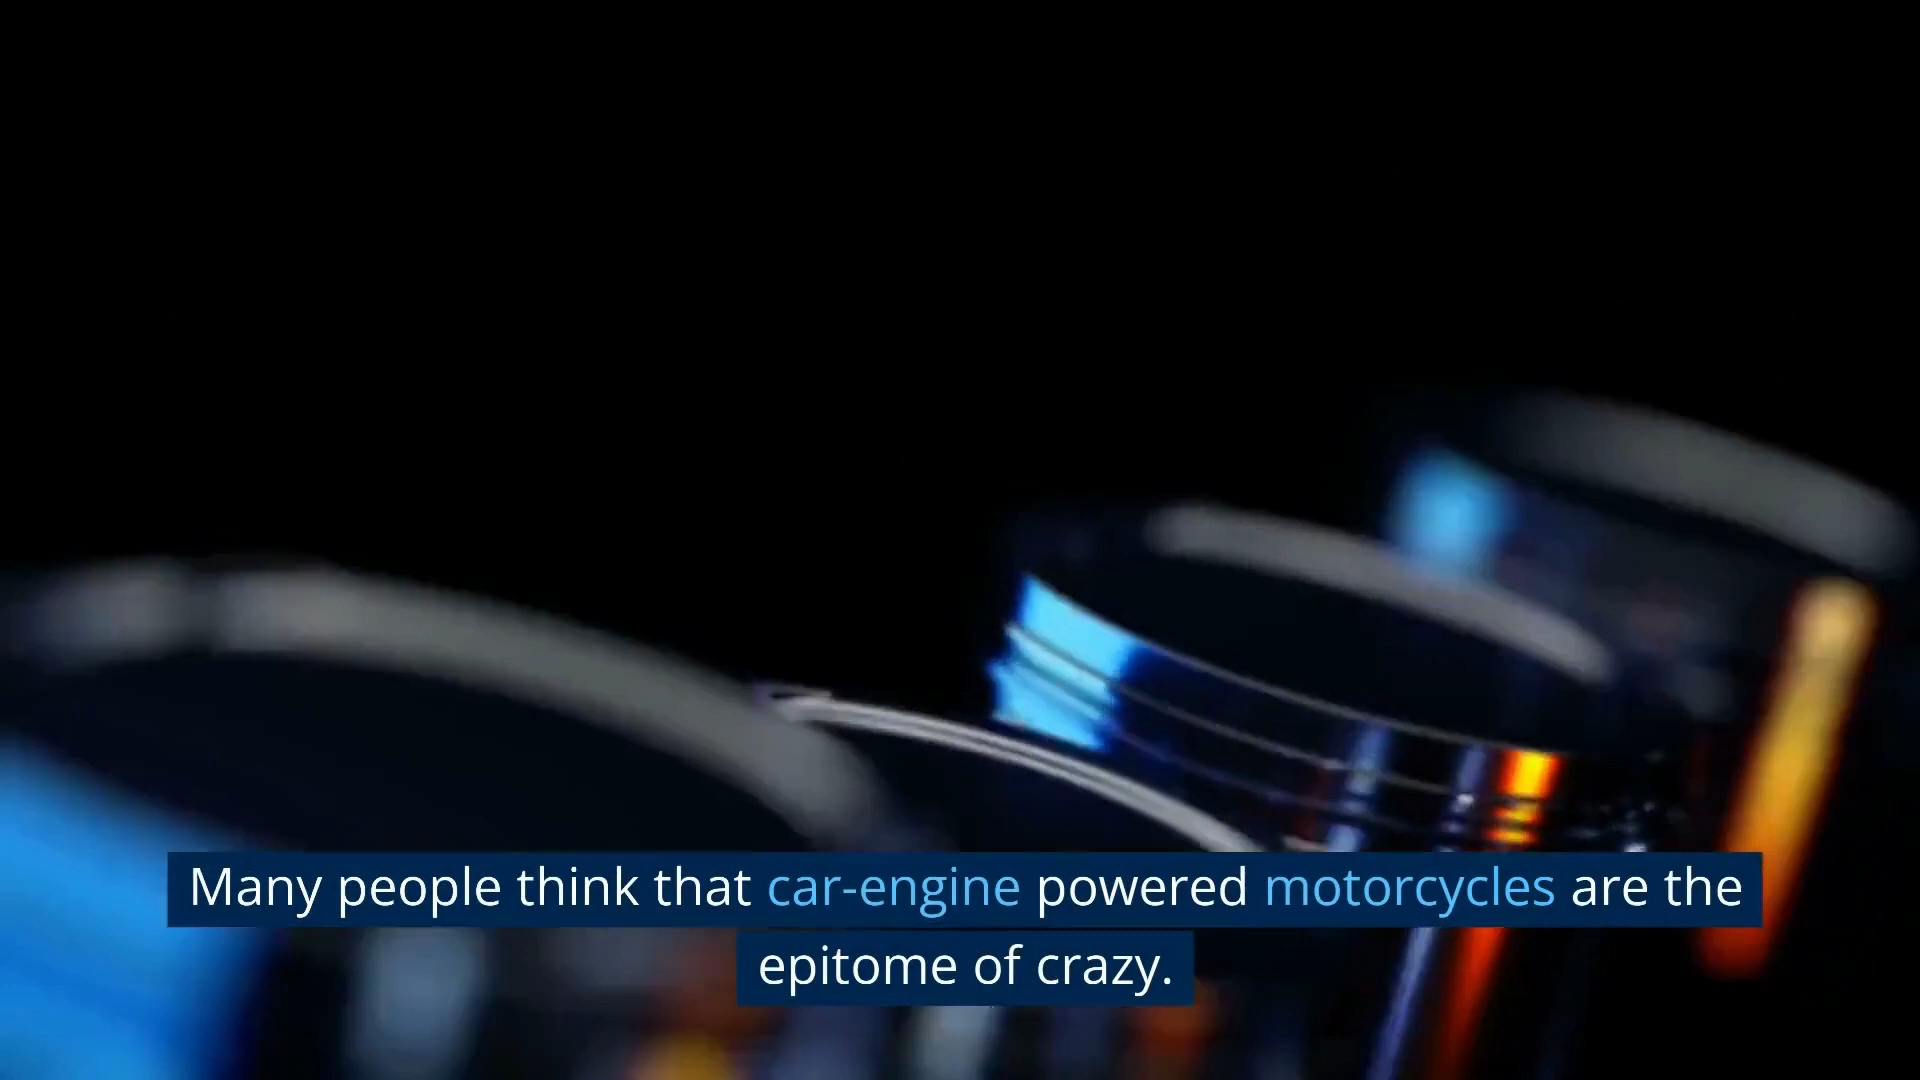 Many people think that car-engine powered motorcycles are the
epitome of crazy.